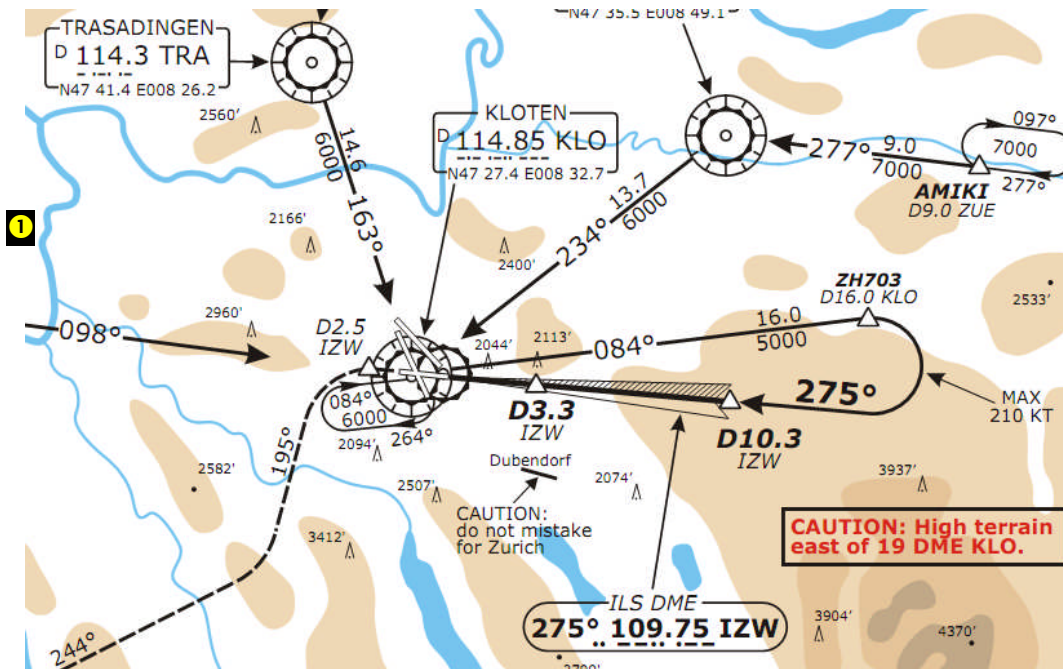 TRASADINGEN
D 114.3 TRA
N47 41.4 E008 26.2
N47 35.5 E008 49.1
KLOTEN
D 114.85 KLO
N47 27.4 E008 32.7
2560'
14.6
6000
163°
13.7
6000
234°
277°
9.0
7000
097°
7000
277°
AMIKI
D9.0 ZUE
1
2166'
2400'
ZH703
D16.0 KLO
2533'
098°
2960'
D2.5
IZW
2044'
2113'
084°
16.0
5000
275°
MAX
210 KT
084°
6000
264°
D3.3
IZW
D10.3
IZW
195°
2094'
2582'
2507'
Dubendorf
2074'
3937'
CAUTION:
do not mistake
for Zurich
3412'
CAUTION: High terrain
east of 19 DME KLO.
ILS DME
275° 109.75 IZW
3904'
4370'
244°